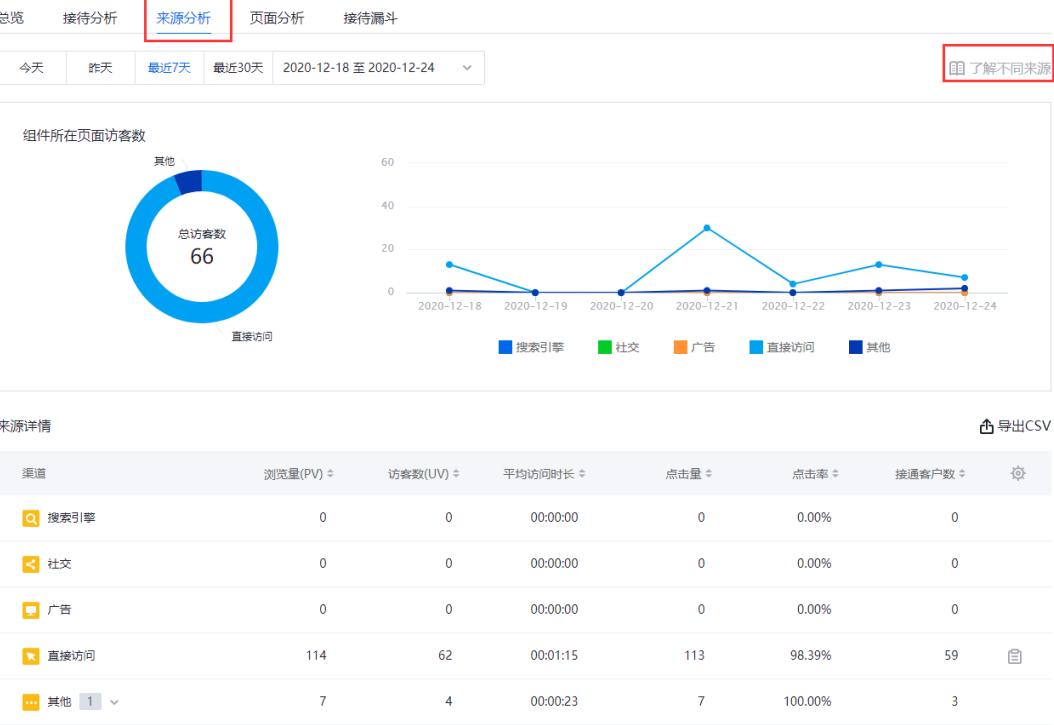 总览 接待分析 来源分析 页面分析 接待漏斗
今天 昨天 最近7天 最近30天 2020-12-18 至 2020-12-24
了解不同来源
组件所在页面访客数
其他
总访客数
66
直接访问
60
40
20
0
2020-12-18 2020-12-19 2020-12-20 2020-12-21 2020-12-22 2020-12-23 2020-12-24
搜索引擎 社交 广告 直接访问 其他
来源详情 导出CSV
渠道 浏览量(PV) 访客数(UV) 平均访问时长 点击量 点击率 接通客户数
搜索引擎 0 0 00:00:00 0 0.00% 0
社交 0 0 00:00:00 0 0.00% 0
广告 0 0 00:00:00 0 0.00% 0
直接访问 114 62 00:01:15 113 98.39% 59
其他 1 7 4 00:00:23 7 100.00% 3